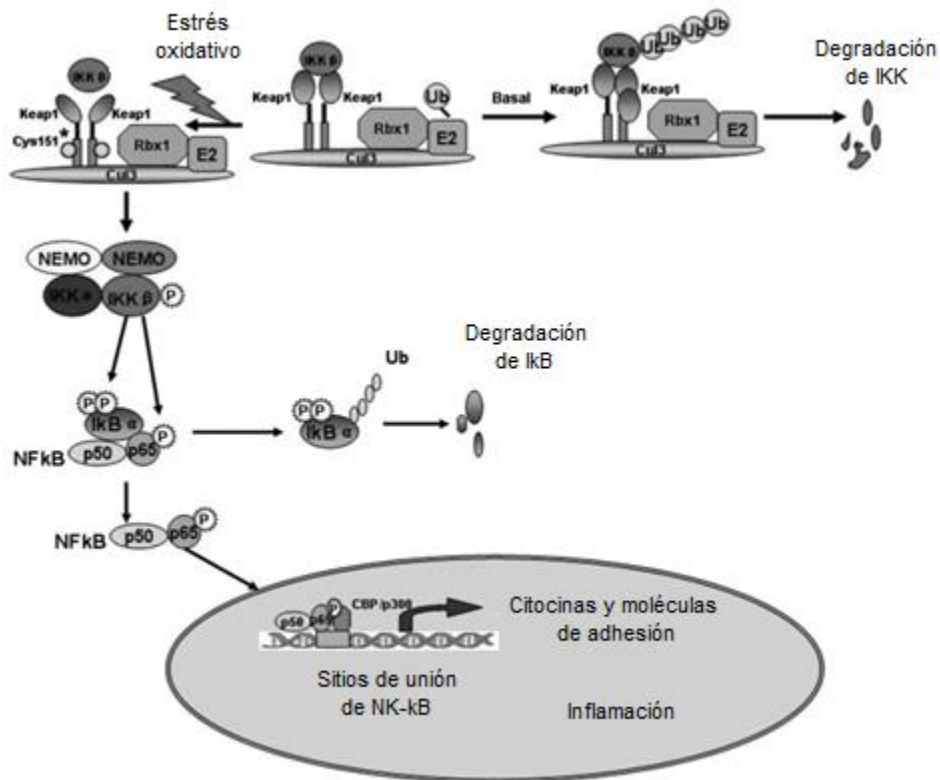 Estrés
oxidativo
IKK β
Keap1
Keap1
Cys151
*
Rbx1
E2
Cul3
IKK β
Keap1
Keap1
Ub
Rbx1
E2
Cul3
Basal
IKK β
Ub
Ub
Ub
Ub
Keap1
Keap1
Rbx1
E2
Cul3
Degradación
de IKK
NEMO
NEMO
IKK α
IKK β
P
P
P
IkB α
P
NFkB
p50
p65
P
P
IkB α
Ub
Degradación
de IkB
NFkB
p50
p65
P
p50
p65
P
CBP/p300
Citocinas y moléculas
de adhesión
Sitios de unión
de NK-kB
Inflamación